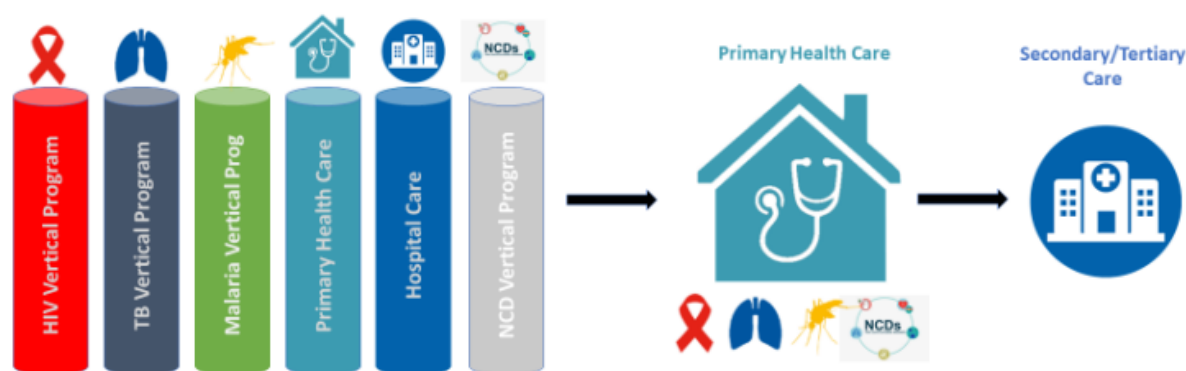 NCDs
HIV Vertical Program
TB Vertical Program
Malaria Vertical Prog
Primary Health Care
Hospital Care
NCD Vertical Program
Primary Health Care
NCDs
Secondary/Tertiary
Care